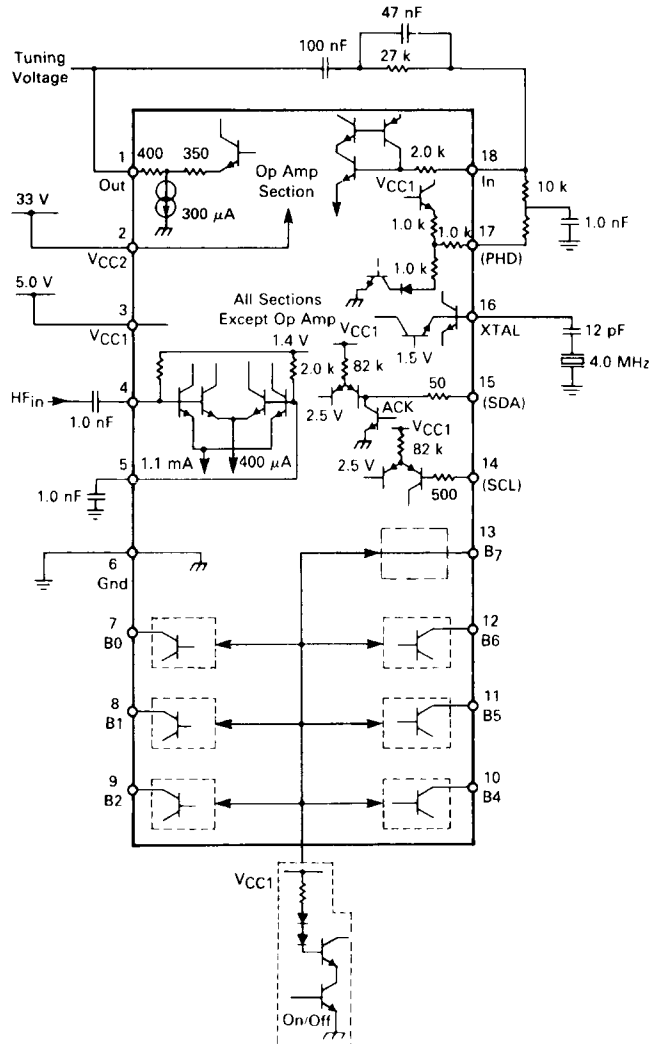 47 nF
100 nF
27 k
Tuning
Voltage
1
400
350
Out
300 μA
Op Amp
Section
2.0 k
18
In
VCC1
10 k
1.0 k
1.0 k
17
(PHD)
1.0 nF
1.0 k
33 V
2
VCC2
5.0 V
3
VCC1
All Sections
Except Op Amp
16
XTAL
1.5 V
12 pF
4.0 MHz
VCC1
1.4 V
2.0 k
82 k
50
15
(SDA)
2.5 V
ACK
4
HFin
1.0 nF
1.1 mA
400 μA
VCC1
82 k
2.5 V
500
14
(SCL)
5
1.0 nF
13
B7
6
Gnd
7
B0
12
B6
8
B1
11
B5
9
B2
10
B4
VCC1
On/Off